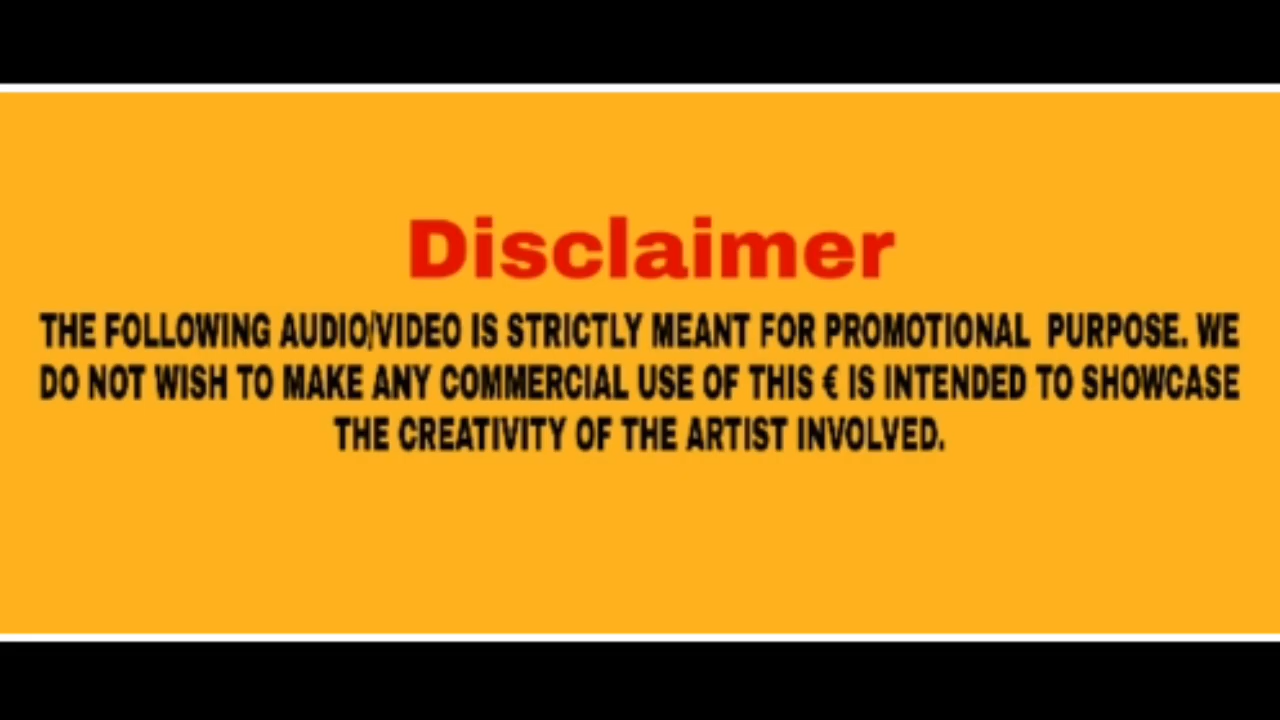 Disclaimer
THE FOLLOWING AUDIO/VIDEO IS STRICTLY MEANT FOR PROMOTIONAL  PURPOSE. WE
DO NOT WISH TO MAKE ANY COMMERCIAL USE OF THIS € IS INTENDED TO SHOWCASE
THE CREATIVITY OF THE ARTIST INVOLVED.